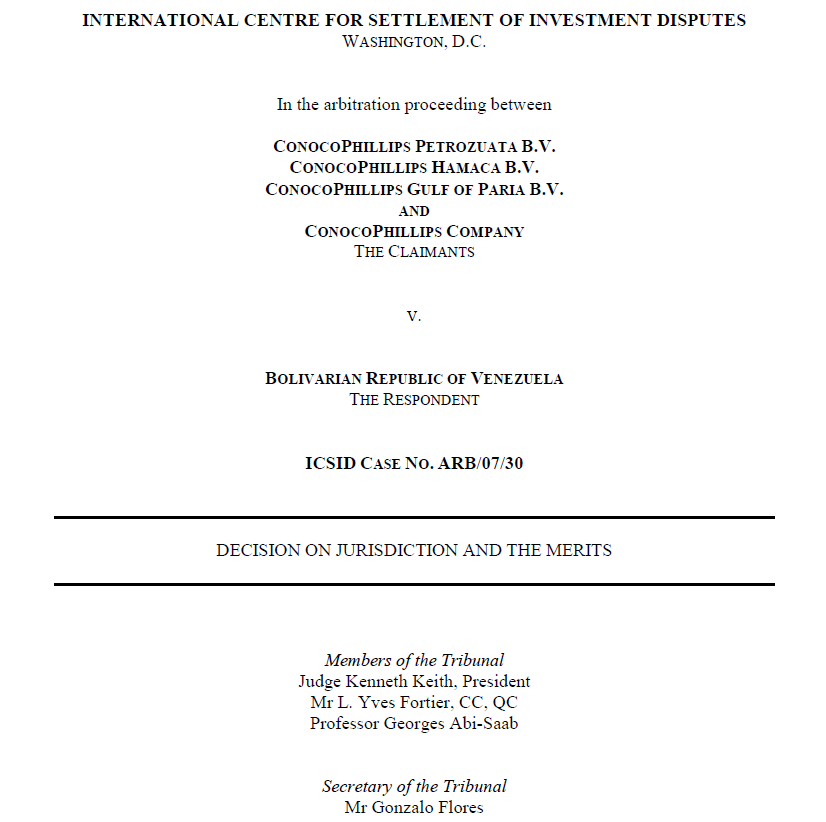 INTERNATIONAL CENTRE FOR SETTLEMENT OF INVESTMENT DISPUTES
WASHINGTON, D.C.
In the arbitration proceeding between
CONOCOPHILLIPS PETROZUATA B.V.
CONOCOPHILLIPS HAMACA B.V.
CONOCOPHILLIPS GULF OF PARIA B.V.
AND
CONOCOPHILLIPS COMPANY
THE CLAIMANTS
V.
BOLIVARIAN REPUBLIC OF VENEZUELA
THE RESPONDENT
ICSID CASE NO. ARB/07/30
DECISION ON JURISDICTION AND THE MERITS
Members of the Tribunal
Judge Kenneth Keith, President
Mr L. Yves Fortier, CC, QC
Professor Georges Abi-Saab
Secretary of the Tribunal
Mr Gonzalo Flores